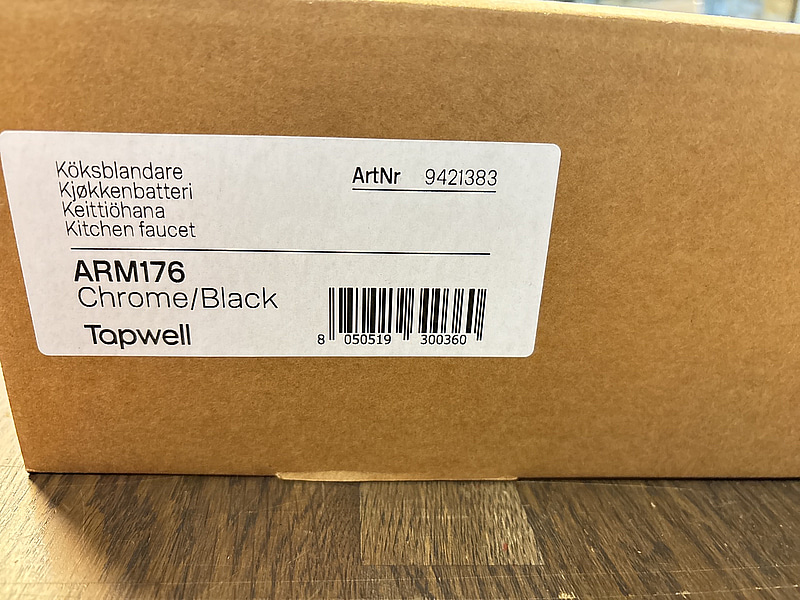 Köksblandare
Kjøkkenbatteri
Keittiöhana
Kitchen faucet
ArtNr 9421383
ARM176
Chrome/Black
Tapwell
8 050519 300360